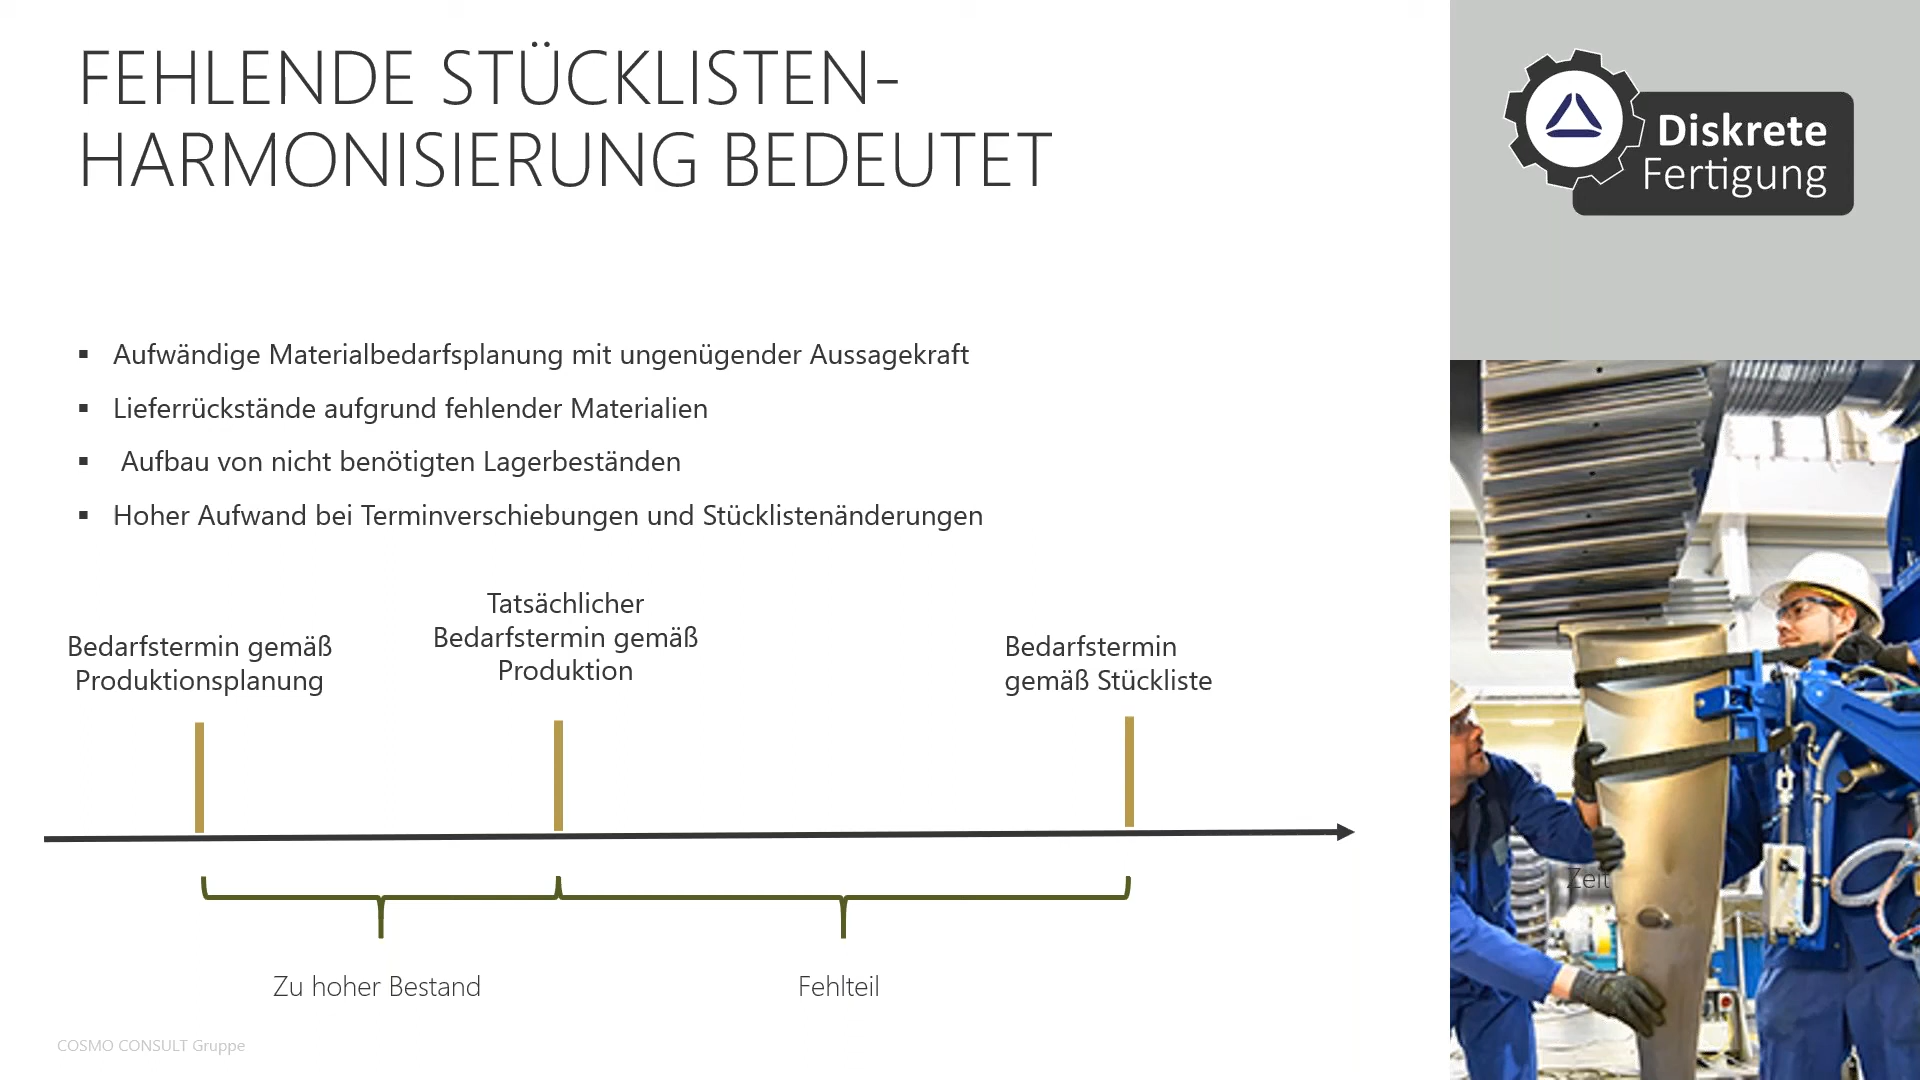 FEHLENDE STÜCKLISTEN-
HARMONISIERUNG BEDEUTET
Diskrete
Fertigung
▪ Aufwändige Materialbedarfsplanung mit ungenügender Aussagekraft
▪ Lieferrückstände aufgrund fehlender Materialien
▪ Aufbau von nicht benötigten Lagerbeständen
▪ Hoher Aufwand bei Terminverschiebungen und Stücklistenänderungen
Bedarfstermin gemäß
Produktionsplanung
Tatsächlicher
Bedarfstermin gemäß
Produktion
Bedarfstermin
gemäß Stückliste
Zeit
Zu hoher Bestand
Fehlteil
COSMO CONSULT Gruppe